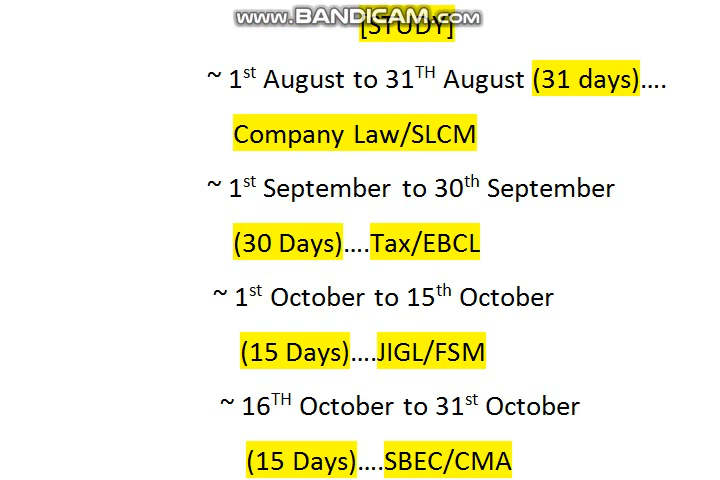 www.BANDICAM.com
[STUDY]
~ 1st August to 31TH August (31 days)....
Company Law/SLCM
~ 1st September to 30th September
(30 Days)....Tax/EBCL
~ 1st October to 15th October
(15 Days)....JIGL/FSM
~ 16TH October to 31st October
(15 Days)....SBEC/CMA